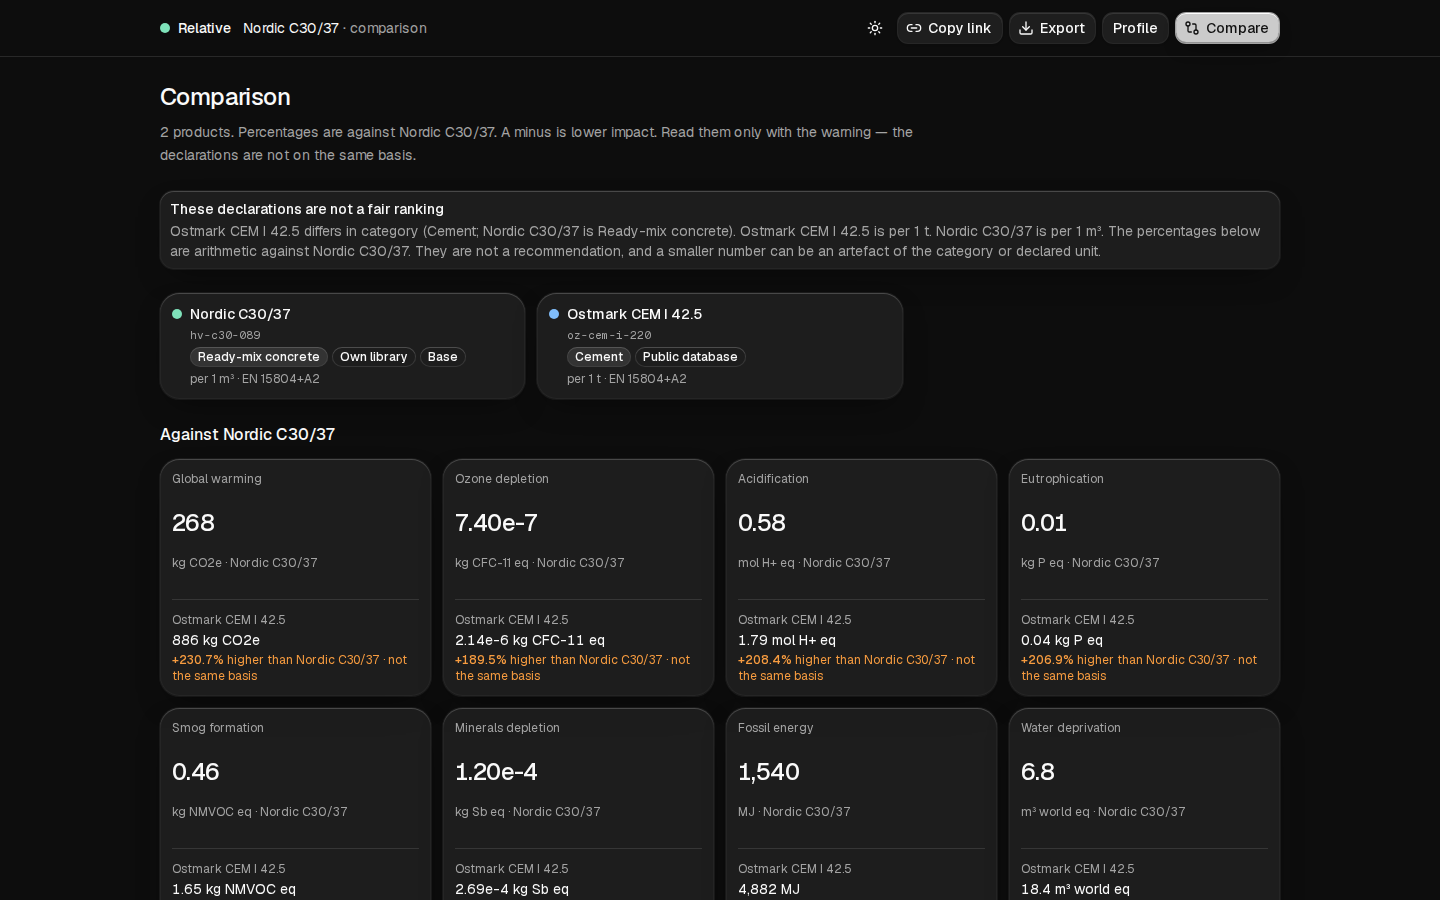 Relative Nordic C30/37 · comparison
Copy link
Export
Profile
Compare
Comparison
2 products. Percentages are against Nordic C30/37. A minus is lower impact. Read them only with the warning — the
declarations are not on the same basis.
These declarations are not a fair ranking
Ostmark CEM I 42.5 differs in category (Cement; Nordic C30/37 is Ready-mix concrete). Ostmark CEM I 42.5 is per 1 t. Nordic C30/37 is per 1 m³. The percentages below
are arithmetic against Nordic C30/37. They are not a recommendation, and a smaller number can be an artefact of the category or declared unit.
Nordic C30/37
hv-c30-089
Ready-mix concrete Own library Base
per 1 m³ · EN 15804+A2
Ostmark CEM I 42.5
oz-cem-i-220
Cement Public database
per 1 t · EN 15804+A2
Against Nordic C30/37
Global warming
268
kg CO2e · Nordic C30/37
Ostmark CEM I 42.5
886 kg CO2e
+230.7% higher than Nordic C30/37 · not
the same basis
Ozone depletion
7.40e-7
kg CFC-11 eq · Nordic C30/37
Ostmark CEM I 42.5
2.14e-6 kg CFC-11 eq
+189.5% higher than Nordic C30/37 · not
the same basis
Acidification
0.58
mol H+ eq · Nordic C30/37
Ostmark CEM I 42.5
1.79 mol H+ eq
+208.4% higher than Nordic C30/37 · not
the same basis
Eutrophication
0.01
kg P eq · Nordic C30/37
Ostmark CEM I 42.5
0.04 kg P eq
+206.9% higher than Nordic C30/37 · not
the same basis
Smog formation
0.46
kg NMVOC eq · Nordic C30/37
Ostmark CEM I 42.5
1.65 kg NMVOC eq
Minerals depletion
1.20e-4
kg Sb eq · Nordic C30/37
Ostmark CEM I 42.5
2.69e-4 kg Sb eq
Fossil energy
1,540
MJ · Nordic C30/37
Ostmark CEM I 42.5
4,882 MJ
Water deprivation
6.8
m³ world eq · Nordic C30/37
Ostmark CEM I 42.5
18.4 m³ world eq